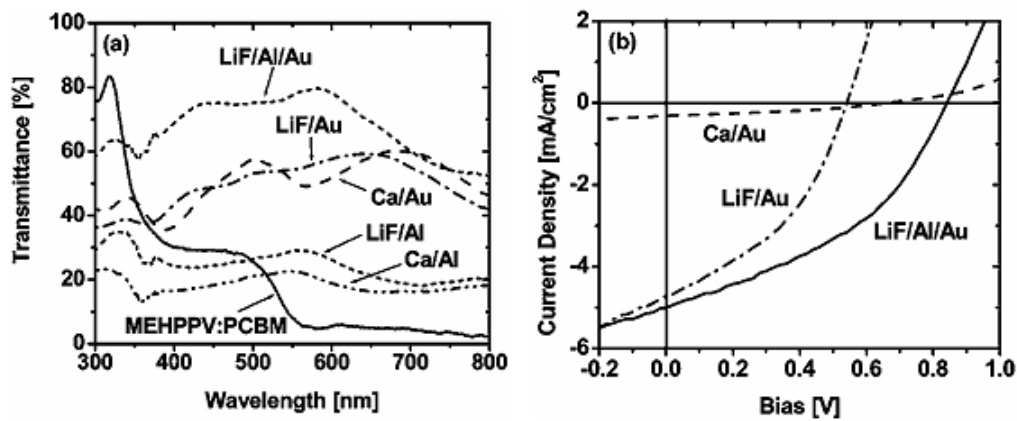 (a)
LiF/Al/Au
LiF/Au
Ca/Au
LiF/Al
Ca/Al
MEHPPV:PCBM
Transmittance [%]
100
80
60
40
20
0
300 400 500 600 700 800
Wavelength [nm]
(b)
Ca/Au
LiF/Au
LiF/Al/Au
Current Density [mA/cm²]
2
0
-2
-4
-6
-0.2 0.0 0.2 0.4 0.6 0.8 1.0
Bias [V]